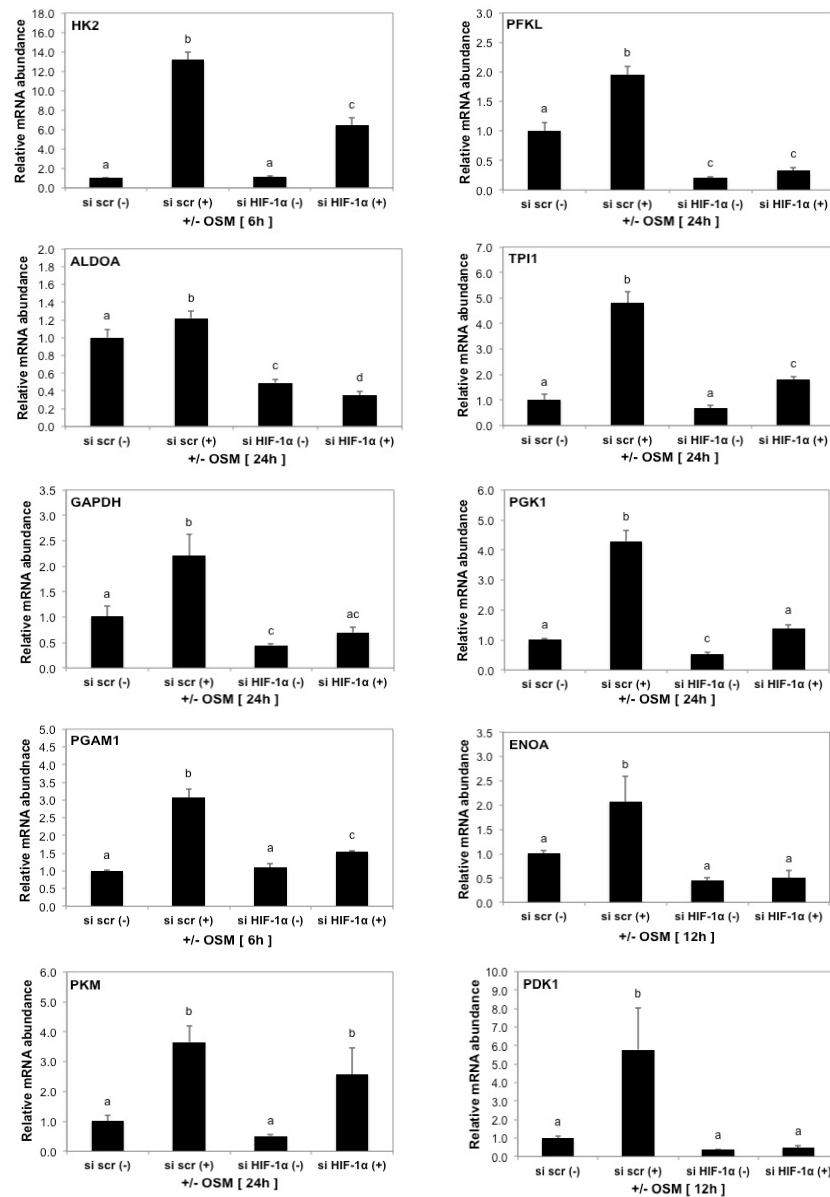 HK2
Relative mRNA abundance
18.0
16.0
14.0
12.0
10.0
8.0
6.0
4.0
2.0
0.0
a
b
a
c
si scr (-) si scr (+) si HIF-1α (-) si HIF-1α (+)
+/- OSM [ 6h ]
PFKL
Relative mRNA abundance
3.0
2.5
2.0
1.5
1.0
0.5
0.0
a
b
c
c
si scr (-) si scr (+) si HIF-1α (-) si HIF-1α (+)
+/- OSM [ 24h ]
ALDOA
Relative mRNA abundance
2.0
1.8
1.6
1.4
1.2
1.0
0.8
0.6
0.4
0.2
0.0
a
b
c
d
si scr (-) si scr (+) si HIF-1α (-) si HIF-1α (+)
+/- OSM [ 24h ]
TPI1
Relative mRNA abundance
7.0
6.0
5.0
4.0
3.0
2.0
1.0
0.0
a
b
a
c
si scr (-) si scr (+) si HIF-1α (-) si HIF-1α (+)
+/- OSM [ 24h ]
GAPDH
Relative mRNA abundance
3.5
3.0
2.5
2.0
1.5
1.0
0.5
0.0
a
b
c
ac
si scr (-) si scr (+) si HIF-1α (-) si HIF-1α (+)
+/- OSM [ 24h ]
PGK1
Relative mRNA abundance
6.0
5.0
4.0
3.0
2.0
1.0
0.0
a
b
c
a
si scr (-) si scr (+) si HIF-1α (-) si HIF-1α (+)
+/- OSM [ 24h ]
PGAM1
Relative mRNA abundnace
5.0
4.5
4.0
3.5
3.0
2.5
2.0
1.5
1.0
0.5
0.0
a
b
a
c
si scr (-) si scr (+) si HIF-1α (-) si HIF-1α (+)
+/- OSM [ 6h ]
ENOA
Relative mRNA abundance
3.5
3.0
2.5
2.0
1.5
1.0
0.5
0.0
a
b
a
a
si scr (-) si scr (+) si HIF-1α (-) si HIF-1α (+)
+/- OSM [ 12h ]
PKM
Relative mRNA abundance
6.0
5.0
4.0
3.0
2.0
1.0
0.0
a
b
a
b
si scr (-) si scr (+) si HIF-1α (-) si HIF-1α (+)
+/- OSM [ 24h ]
PDK1
Relative mRNA abundance
10.0
9.0
8.0
7.0
6.0
5.0
4.0
3.0
2.0
1.0
0.0
a
b
a
a
si scr (-) si scr (+) si HIF-1α (-) si HIF-1α (+)
+/- OSM [ 12h ]